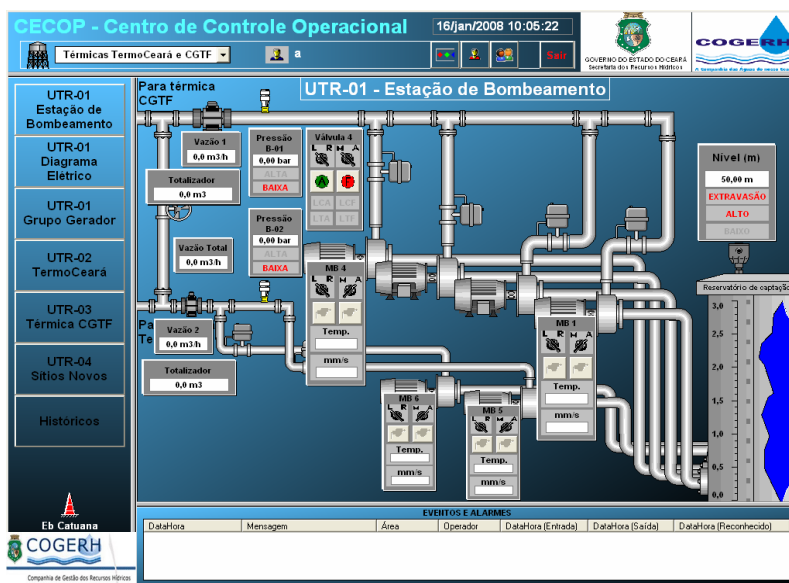 CECOP - Centro de Controle Operacional
16/jan/2008 10:05:22
Térmicas TermoCeará e CGTF
a
Sair
GOVERNO DO ESTADO DO CEARÁ
Secretaria dos Recursos Hídricos
COGERH
UTR-01
Estação de
Bombeamento
UTR-01
Diagrama
Elétrico
UTR-01
Grupo Gerador
UTR-02
TermoCeará
UTR-03
Térmica CGTF
UTR-04
Sítios Novos
Históricos
Eb Catuana
COGERH
Companhia de Gestão dos Recursos Hídricos
UTR-01 - Estação de Bombeamento
Para térmica
CGTF
Vazão 1
0,0 m3/h
Totalizador
0,0 m3
Pressão
B-01
0,00 bar
ALTA
BAIXA
Válvula 4
L R M A
A F
LCA LCF
LTA LTF
Pressão
B-02
0,00 bar
ALTA
BAIXA
Vazão Total
0,0 m3/h
Pa
Te
Vazão 2
0,0 m3/h
Totalizador
0,0 m3
MB 4
L R M A
Temp.
mm/s
MB 1
L R M A
Temp.
mm/s
MB 6
L R M A
Temp.
mm/s
MB 5
L R M A
Temp.
mm/s
Nível (m)
50,00 m
EXTRAVASÃO
ALTO
BAIXO
Reservatório de captação
3,0
2,5
2,0
1,5
1,0
0,5
0,0
EVENTOS E ALARMES
DataHora Mensagem Área Operador DataHora (Entrada) DataHora (Saída) DataHora (Reconhecido)